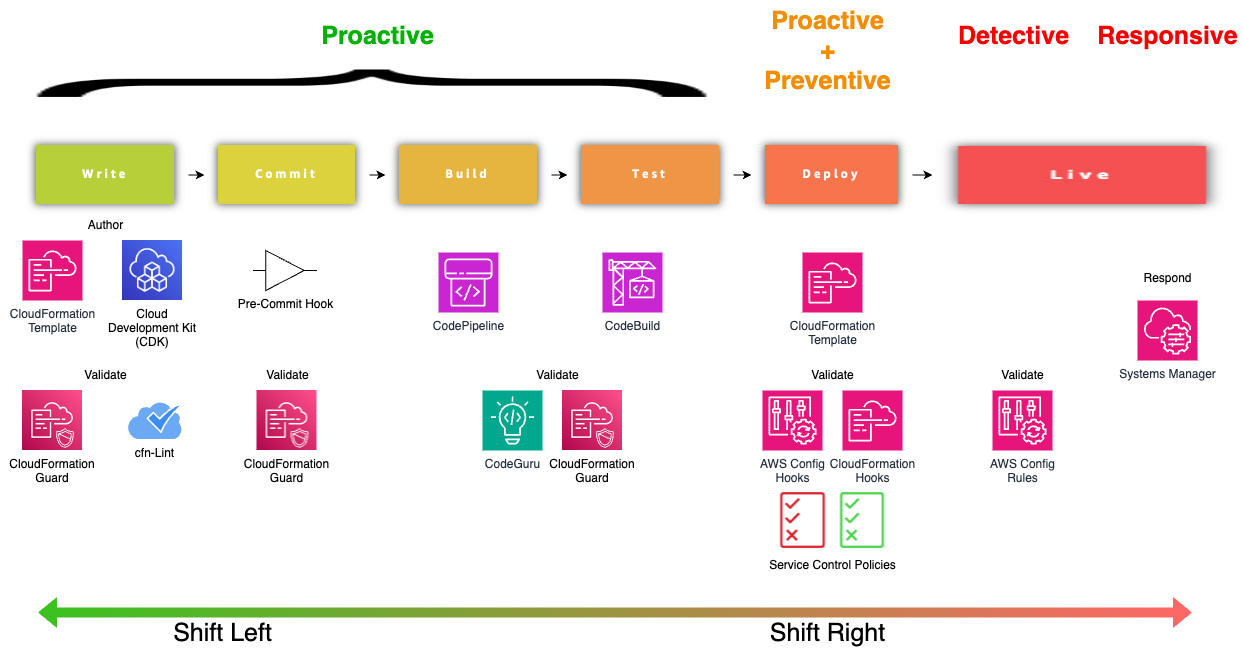 Proactive
Proactive
+
Preventive
Detective
Responsive
Write
Commit
Build
Test
Deploy
Live
Author
CloudFormation
Template
Cloud
Development Kit
(CDK)
Pre-Commit Hook
CodePipeline
CodeBuild
CloudFormation
Template
Respond
Systems Manager
Validate
CloudFormation
Guard
cfn-Lint
Validate
CloudFormation
Guard
Validate
CodeGuru
CloudFormation
Guard
Validate
AWS Config
Hooks
CloudFormation
Hooks
Service Control Policies
Validate
AWS Config
Rules
Shift Left
Shift Right